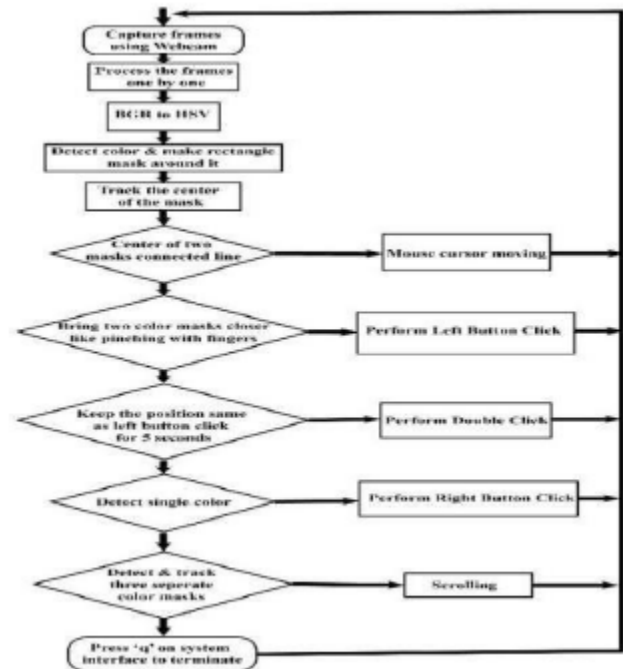 Capture frames
using Webcam
Process the frames
one by one
BGR to HSV
Detect color & make rectangle
mask around it
Track the center
of the mask
Center of two
masks connected line
Mouse cursor moving
Bring two color masks closer
like pinching with fingers
Perform Left Button Click
Keep the position same
as left button click
for 5 seconds
Perform Double Click
Detect single color
Perform Right Button Click
Detect & track
three seperate
color masks
Scrolling
Press 'q' on system
interface to terminate